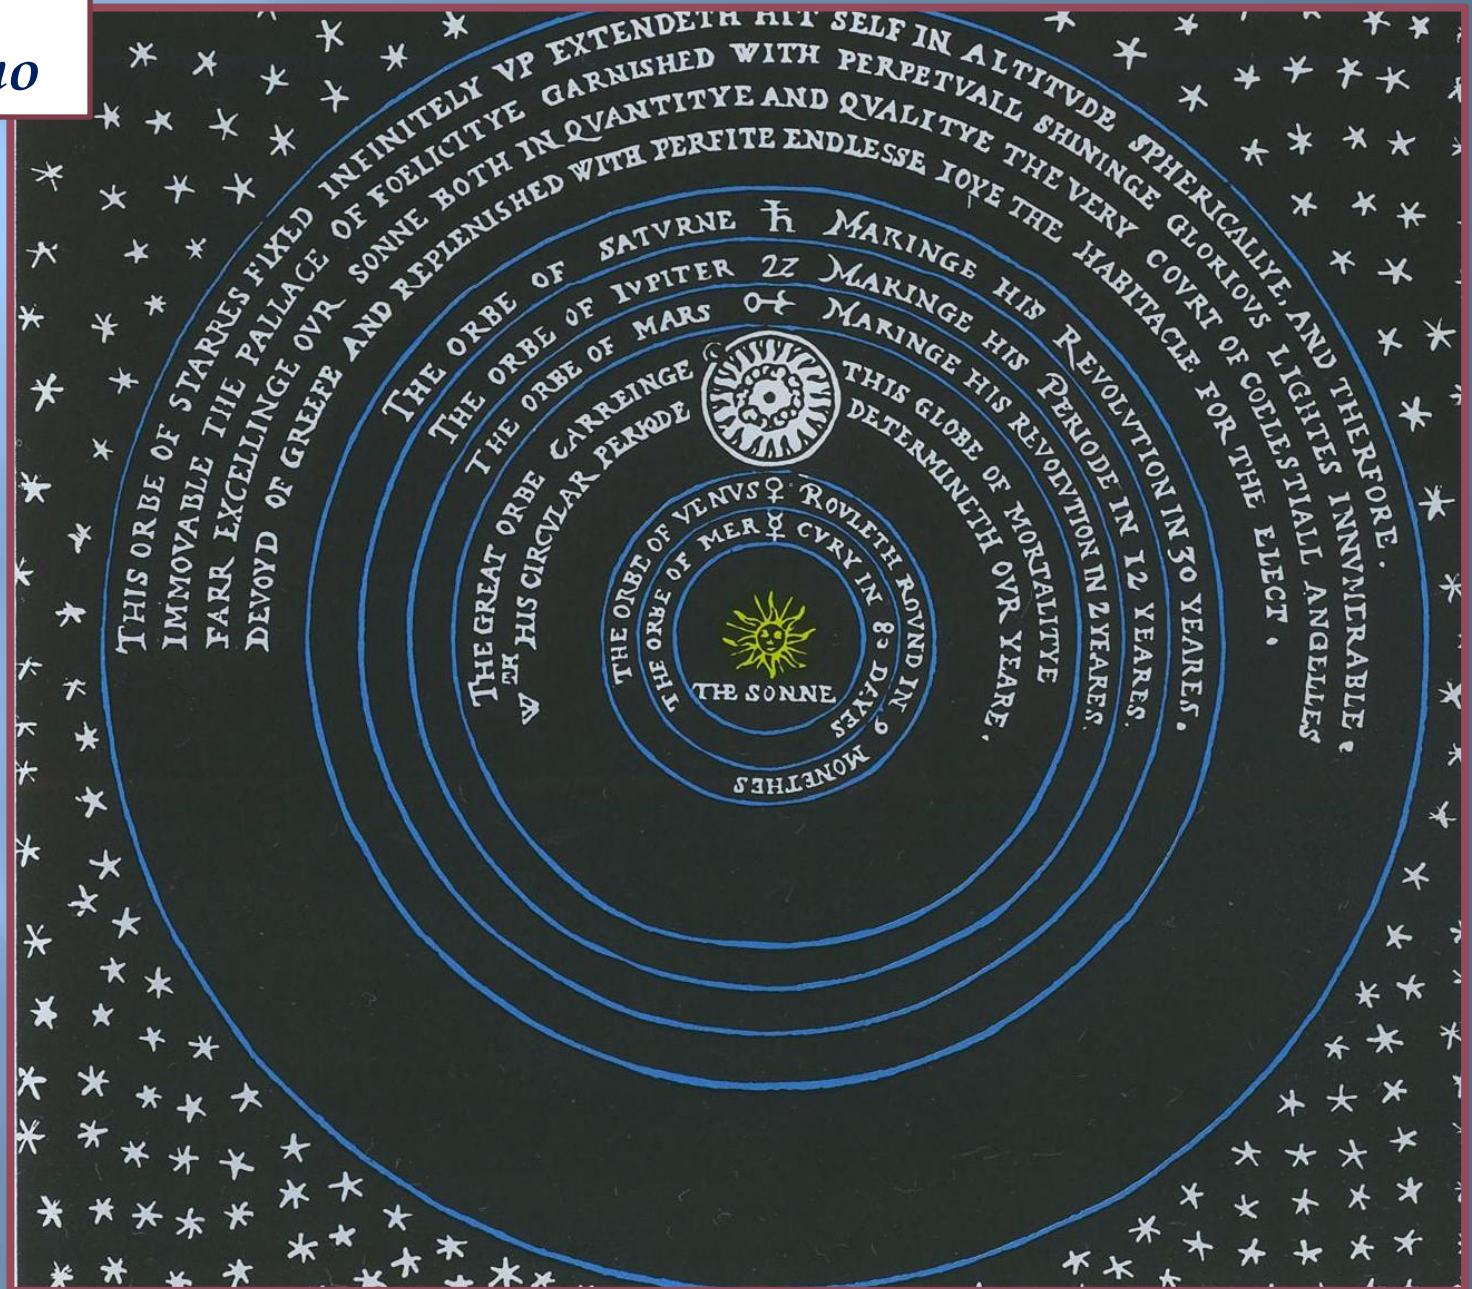 THIS ORBE OF STARRES FIXED INFINITELY VP EXTENDETH HIT SELF IN ALTITVDE SPHERICALLYE, AND THERFORE.
IMMOVABLE THE PALLACE OF FOELICITYE GARNISHED WITH PERPETVALL SHININGE GLORIOVS LIGHTES INNVMERABLE.
FARR EXCELLINGE OVR SONNE BOTH IN QVANTITYE AND QVALITYE THE VERY COVRT OF COELESTIALL ANGELLES
DEVOYD OF GREEFE AND REPLENISHED WITH PERFITE ENDLESSE IOYE THE HABITACLE FOR THE ELECT.
THE ORBE OF SATVRNE ♄ MAKINGE HIS REVOLVTION IN 30 YEARES.
THE ORBE OF IVPITER ♃ MAKINGE HIS PERIODE IN 12 YEARES.
THE ORBE OF MARS ♂ MAKINGE HIS REVOLVTION IN 2 YEARES.
THE GREAT ORBE CARREINGE THIS GLOBE OF MORTALITYE
WTH HIS CIRCVLAR PERIODE DETERMINETH OVR YEARE.
THE ORBE OF VENVS ♀ ROVLETH ROVND IN 9 MONETHES
THE ORBE OF MER ☿ CVRY IN 80 DAYES
THE SONNE